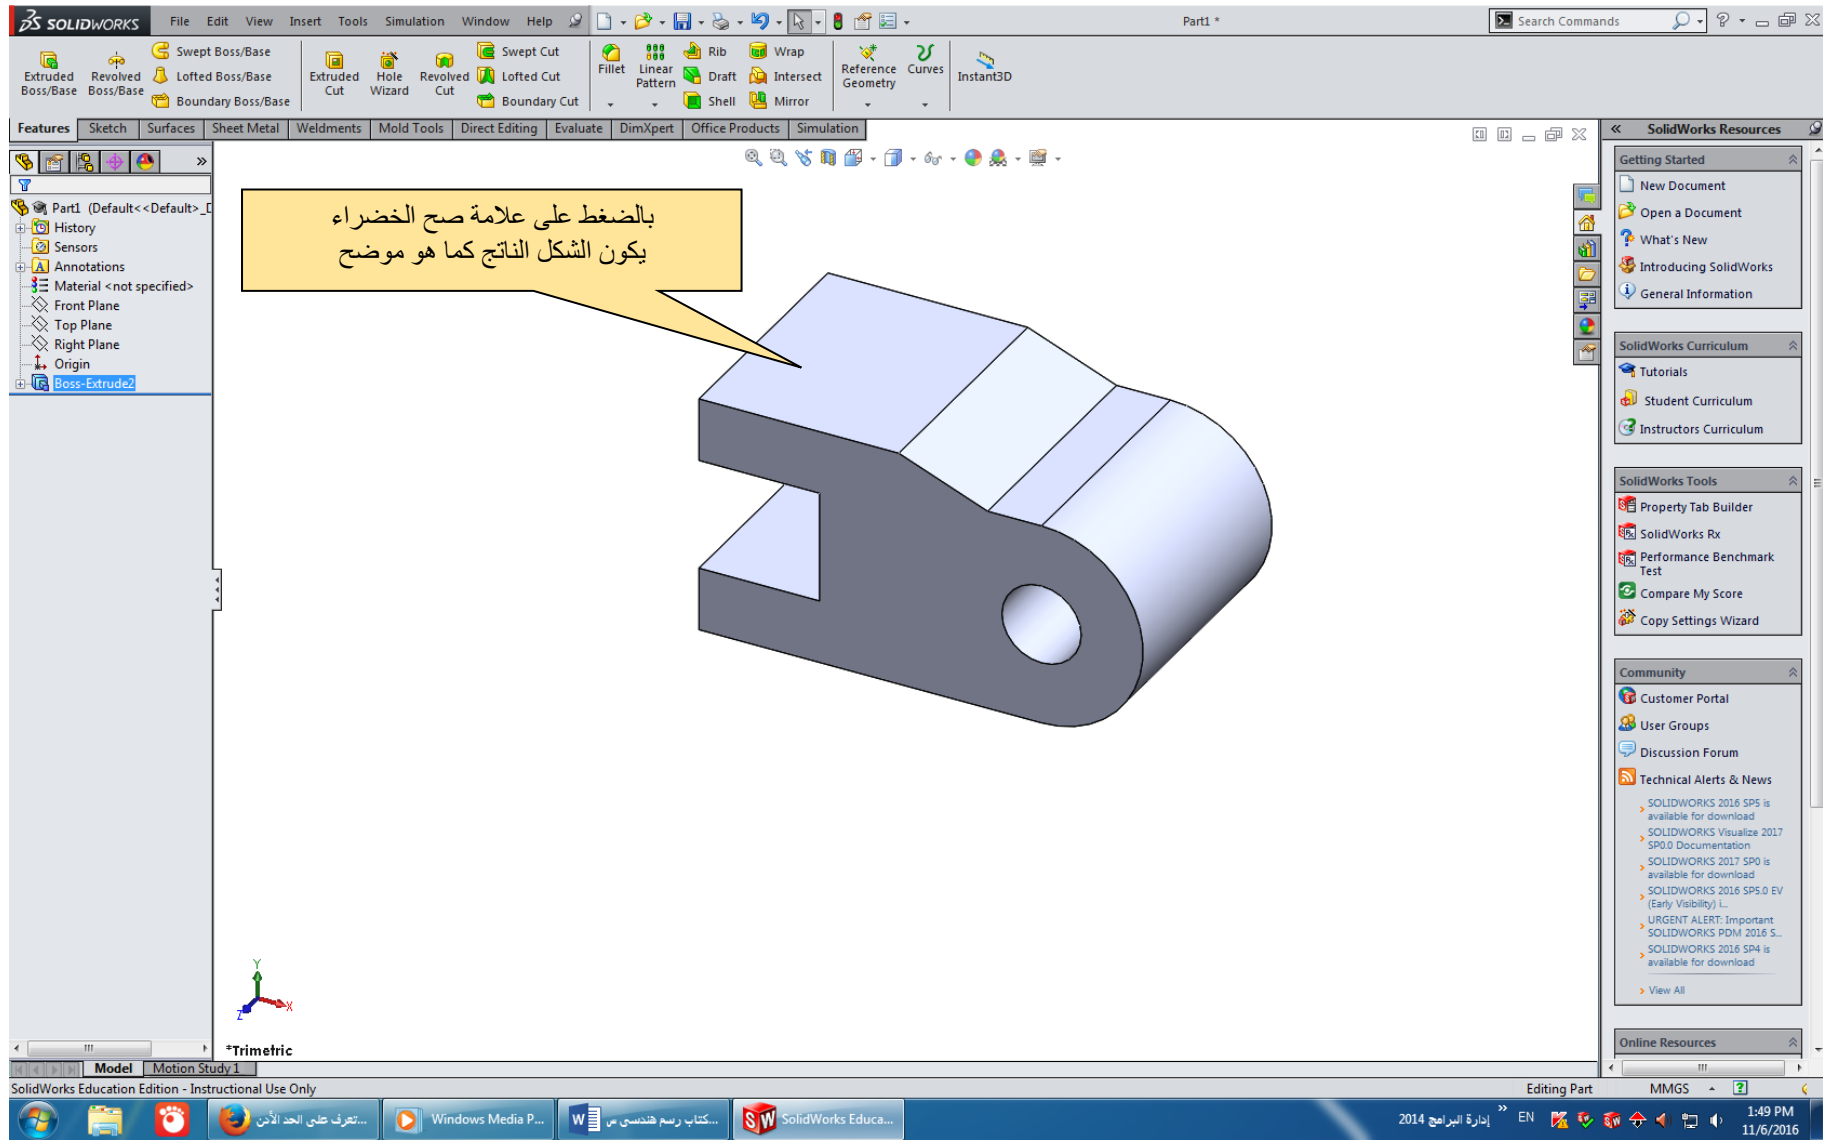 SOLIDWORKS File Edit View Insert Tools Simulation Window Help Part1 * Search Commands
Extruded Boss/Base
Revolved Boss/Base
Swept Boss/Base
Lofted Boss/Base
Boundary Boss/Base
Extruded Cut
Hole Wizard
Revolved Cut
Swept Cut
Lofted Cut
Boundary Cut
Fillet
Linear Pattern
Rib
Draft
Shell
Wrap
Intersect
Mirror
Reference Geometry
Curves
Instant3D
Features Sketch Surfaces Sheet Metal Weldments Mold Tools Direct Editing Evaluate DimXpert Office Products Simulation
Part1 (Default<<Default>_D
History
Sensors
Annotations
Material <not specified>
Front Plane
Top Plane
Right Plane
Origin
Boss-Extrude2
بالضغط على علامة صح الخضراء
يكون الشكل الناتج كما هو موضح
Y
X
Z
*Trimetric
SolidWorks Resources
Getting Started
New Document
Open a Document
What's New
Introducing SolidWorks
General Information
SolidWorks Curriculum
Tutorials
Student Curriculum
Instructors Curriculum
SolidWorks Tools
Property Tab Builder
SolidWorks Rx
Performance Benchmark
Test
Compare My Score
Copy Settings Wizard
Community
Customer Portal
User Groups
Discussion Forum
Technical Alerts & News
SOLIDWORKS 2016 SP5 is
available for download
SOLIDWORKS Visualize 2017
SP0.0 Documentation
SOLIDWORKS 2017 SP0 is
available for download
SOLIDWORKS 2016 SP5.0 EV
(Early Visibility) i...
URGENT ALERT: Important
SOLIDWORKS PDM 2016 S...
SOLIDWORKS 2016 SP4 is
available for download
View All
Online Resources
Model Motion Study 1
SolidWorks Education Edition - Instructional Use Only
Editing Part MMGS
تعرف على الحد الأدن...
Windows Media P...
كتاب رسم هندسى س...
SolidWorks Educa...
إدارة البرامج 2014
EN
1:49 PM
11/6/2016